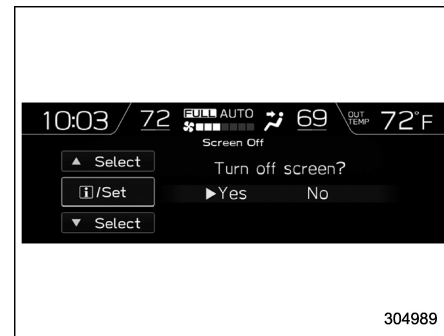 10:03 72 FULL AUTO 69 OUT TEMP 72°F
Screen Off
▲ Select
Turn off screen?
i/Set
▶Yes No
▼ Select
304989